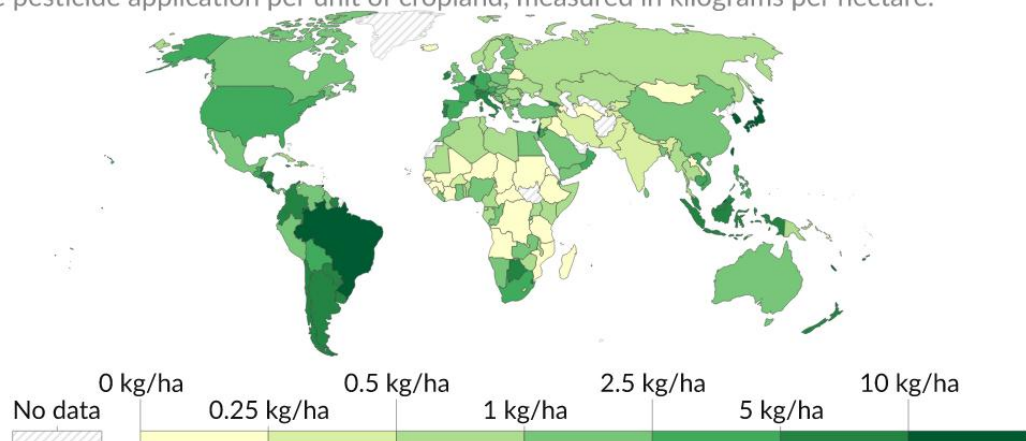 pesticide application per unit of cropland, measured in kilograms per hectare.
0 kg/ha 0.5 kg/ha 2.5 kg/ha 10 kg/ha
No data 0.25 kg/ha 1 kg/ha 5 kg/ha